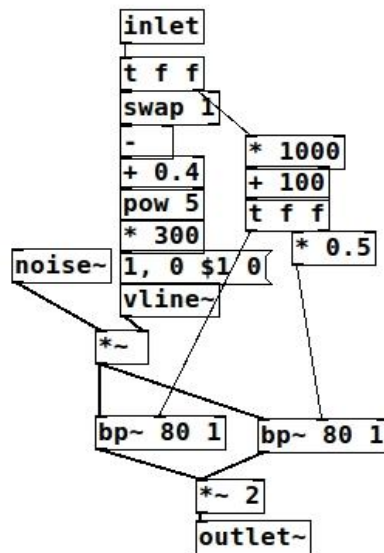 inlet
t f f
swap 1
-
* 1000
+ 0.4
+ 100
pow 5
t f f
* 300
* 0.5
noise~
1, 0 $1 0
vline~
*~
bp~ 80 1
bp~ 80 1
*~ 2
outlet~